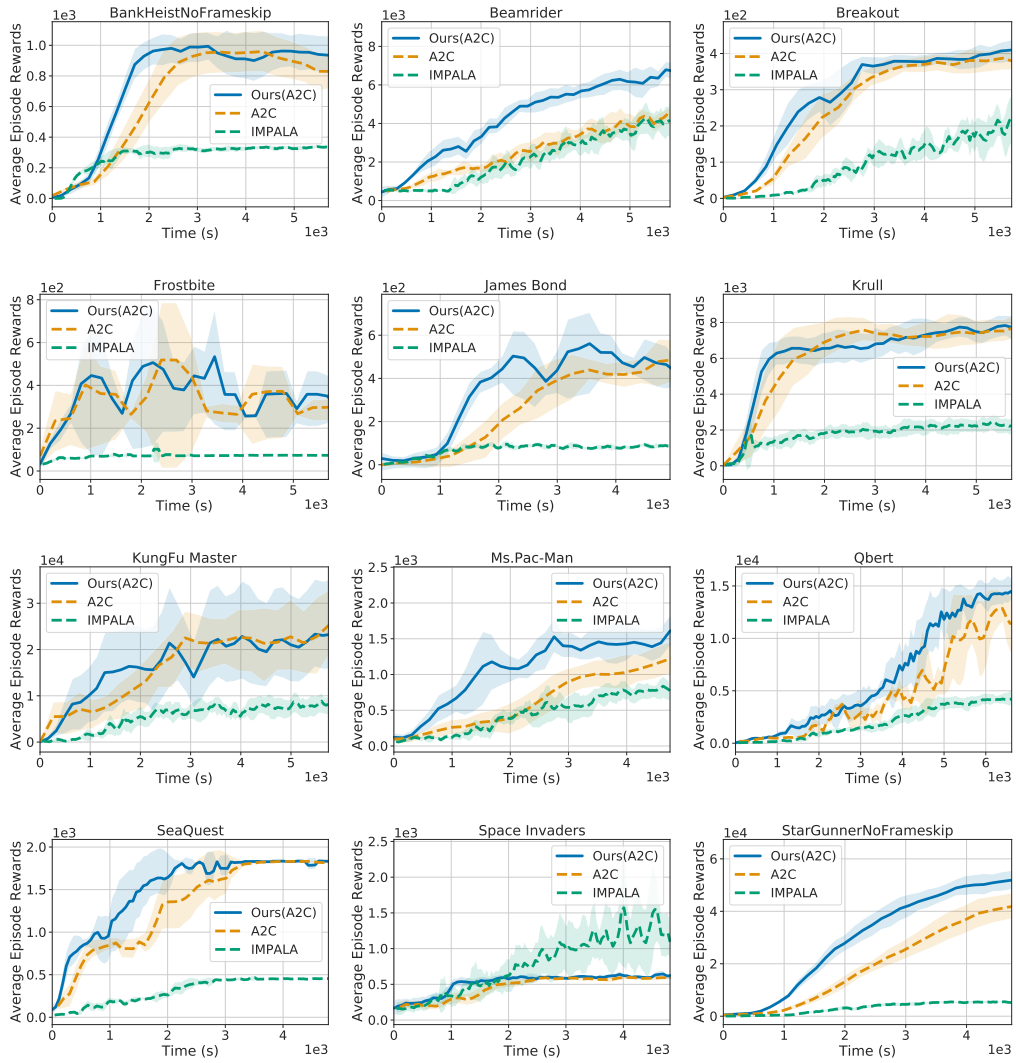 BankHeistNoFrameskip
1e3
Average Episode Rewards
1.0
0.8
0.6
0.4
0.2
0.0
Ours(A2C)
A2C
IMPALA
0
1
2
3
4
5
Time (s)
1e3
Beamrider
1e3
Average Episode Rewards
8
6
4
2
0
Ours(A2C)
A2C
IMPALA
0
1
2
3
4
5
Time (s)
1e3
Breakout
1e2
Average Episode Rewards
4
3
2
1
0
Ours(A2C)
A2C
IMPALA
0
1
2
3
4
5
Time (s)
1e3
Frostbite
1e2
Average Episode Rewards
8
6
4
2
0
Ours(A2C)
A2C
IMPALA
0
1
2
3
4
5
Time (s)
1e3
James Bond
1e2
Average Episode Rewards
6
4
2
0
Ours(A2C)
A2C
IMPALA
0
1
2
3
4
Time (s)
1e3
Krull
1e3
Average Episode Rewards
8
6
4
2
0
Ours(A2C)
A2C
IMPALA
0
1
2
3
4
5
Time (s)
1e3
KungFu Master
1e4
Average Episode Rewards
3
2
1
0
Ours(A2C)
A2C
IMPALA
0
1
2
3
4
5
Time (s)
1e3
Ms.Pac-Man
1e3
Average Episode Rewards
2.5
2.0
1.5
1.0
0.5
0.0
Ours(A2C)
A2C
IMPALA
0
1
2
3
4
Time (s)
1e3
Qbert
1e4
Average Episode Rewards
1.5
1.0
0.5
0.0
Ours(A2C)
A2C
IMPALA
0
1
2
3
4
5
6
Time (s)
1e3
SeaQuest
1e3
Average Episode Rewards
2.0
1.5
1.0
0.5
0.0
Ours(A2C)
A2C
IMPALA
0
1
2
3
4
Time (s)
1e3
Space Invaders
1e3
Average Episode Rewards
2.5
2.0
1.5
1.0
0.5
0.0
Ours(A2C)
A2C
IMPALA
0
1
2
3
4
Time (s)
1e3
StarGunnerNoFrameskip
1e4
Average Episode Rewards
6
4
2
0
Ours(A2C)
A2C
IMPALA
0
1
2
3
4
Time (s)
1e3